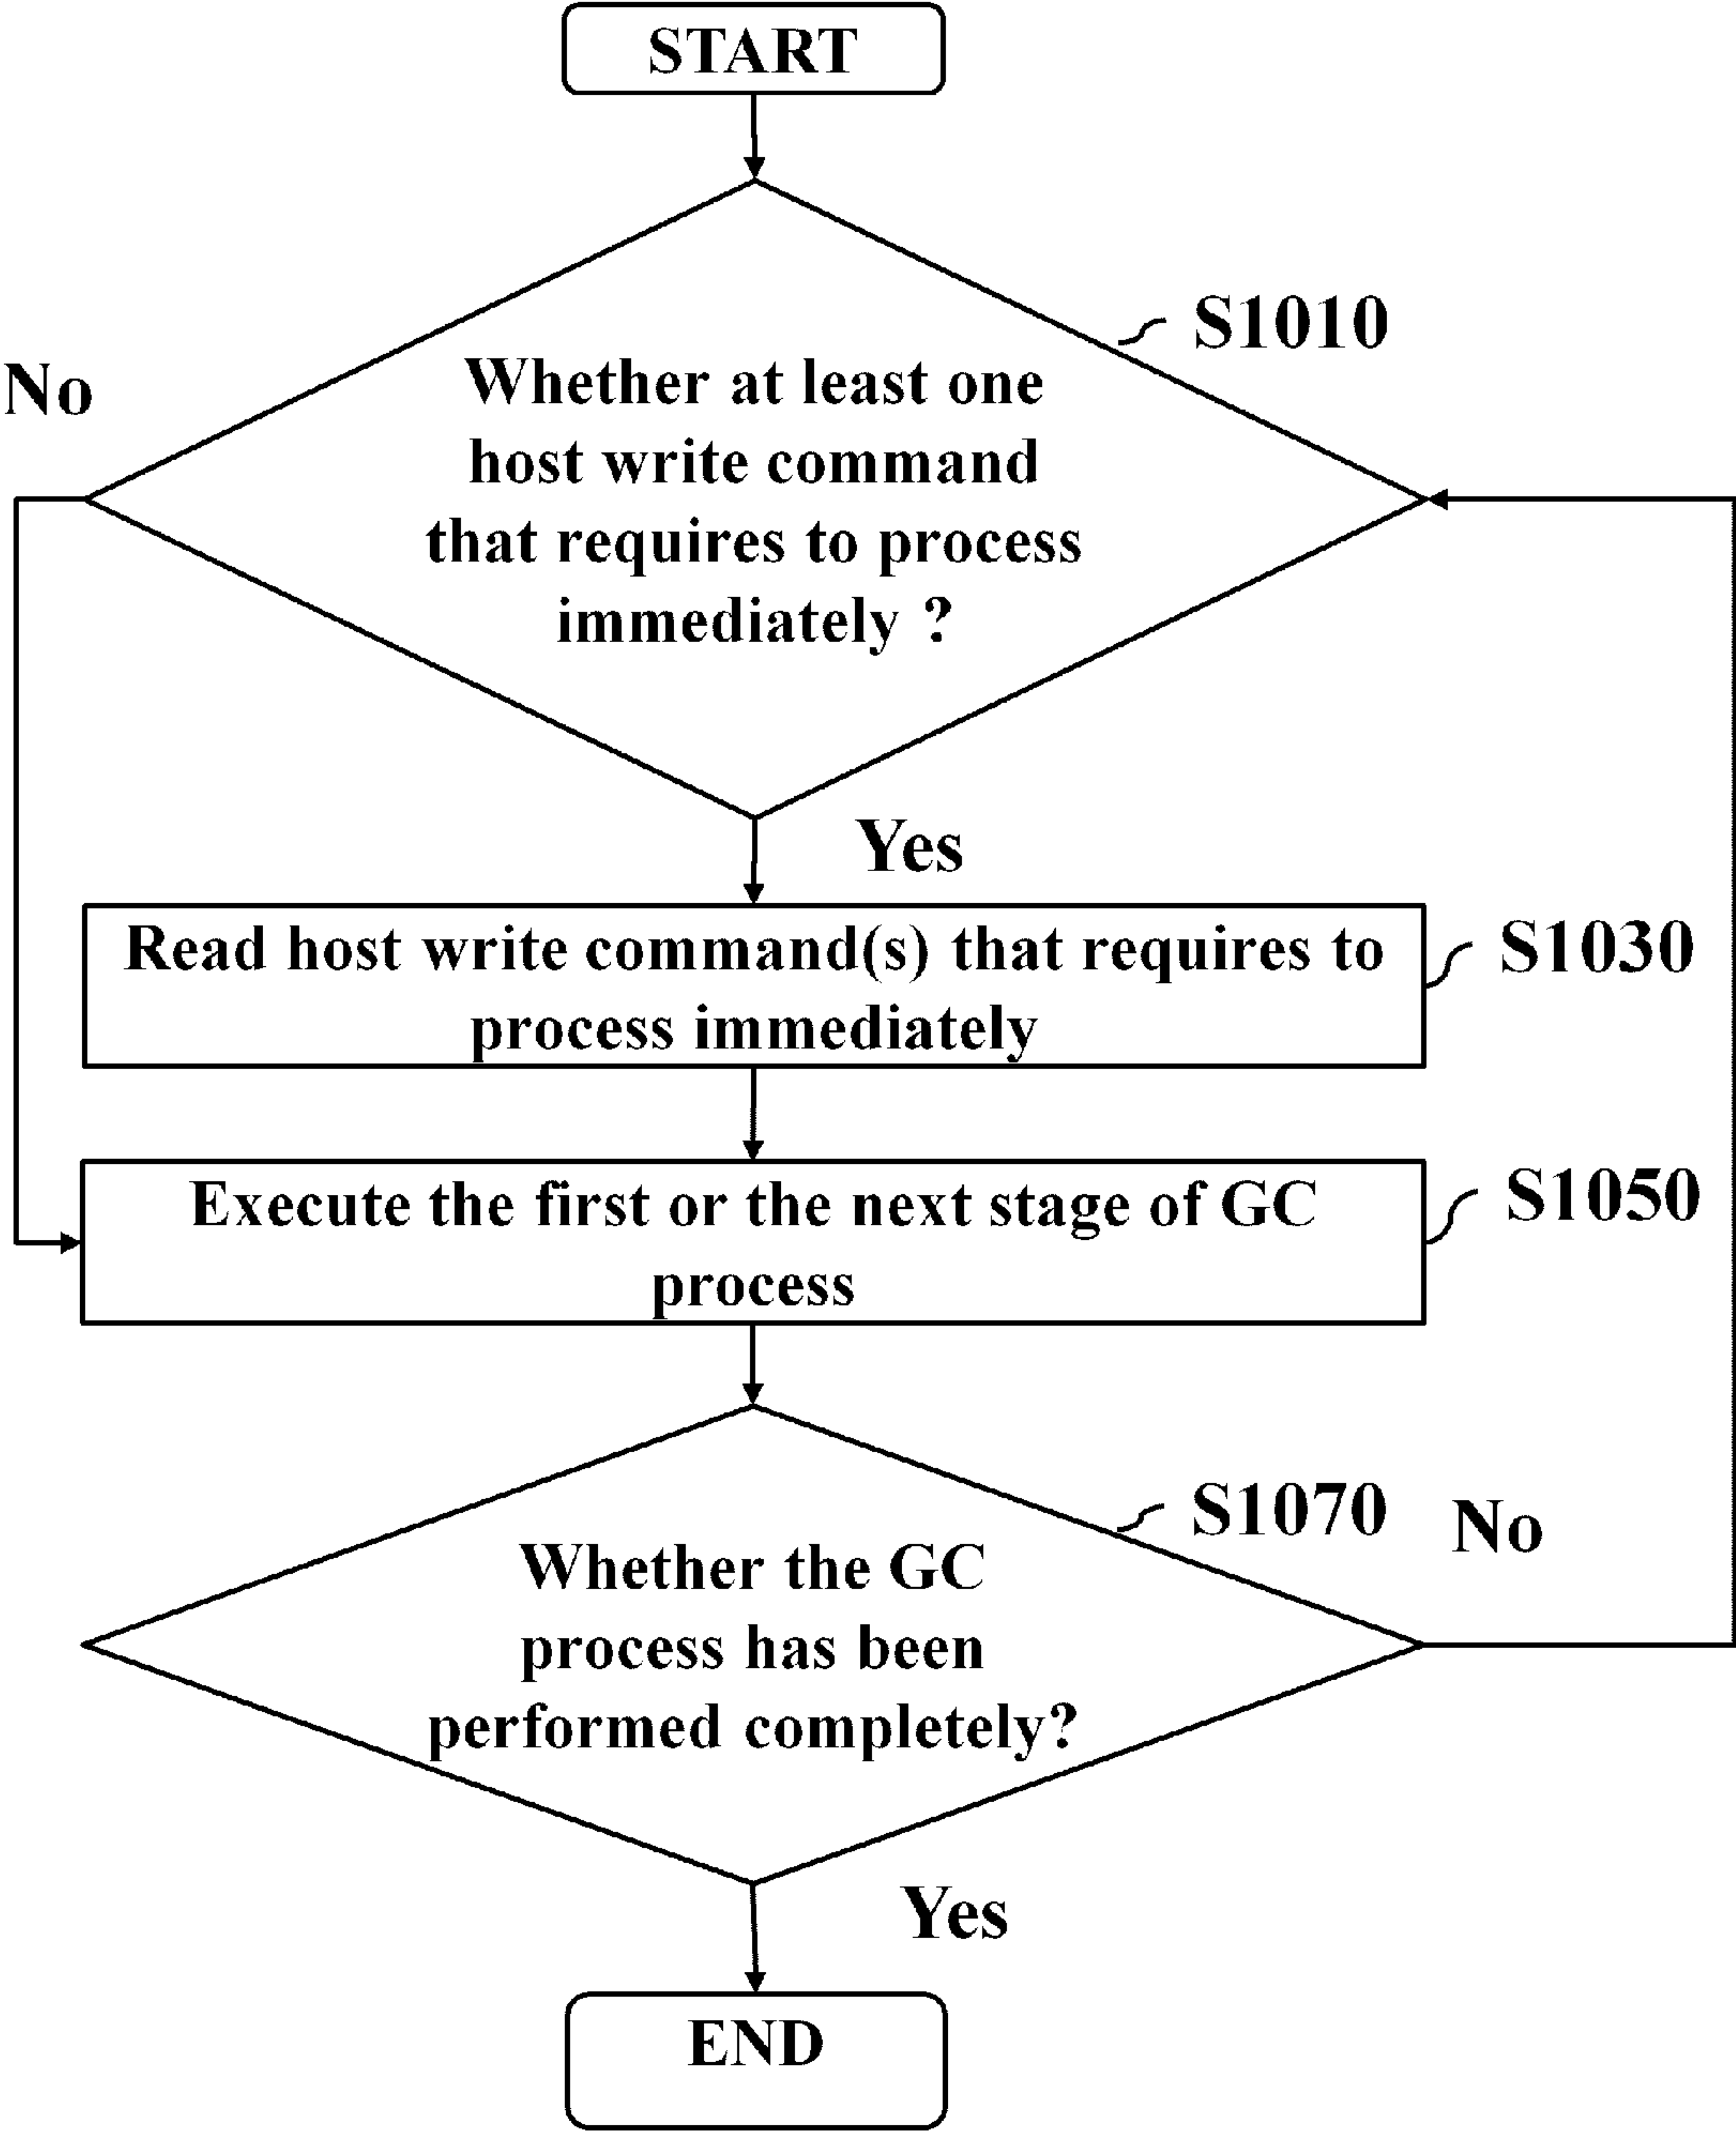 START
S1010
No
Whether at least one
host write command
that requires to process
immediately ?
Yes
Read host write command(s) that requires to
process immediately
S1030
Execute the first or the next stage of GC
process
S1050
S1070
No
Whether the GC
process has been
performed completely?
Yes
END